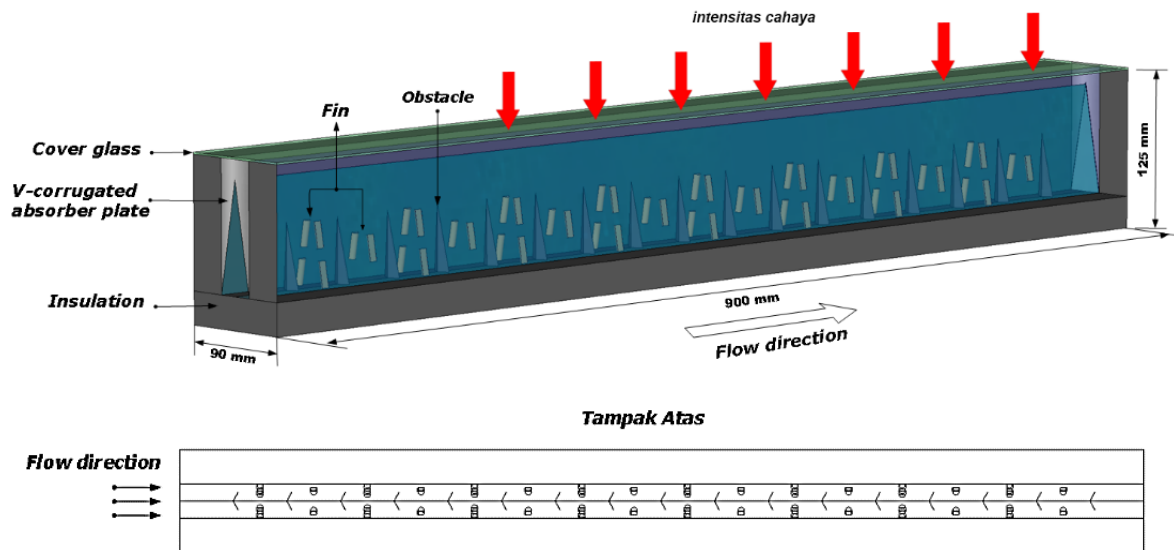 intensitas cahaya
Obstacle
Fin
Cover glass
V-corrugated
absorber plate
125 mm
Insulation
900 mm
90 mm
Flow direction
Tampak Atas
Flow direction